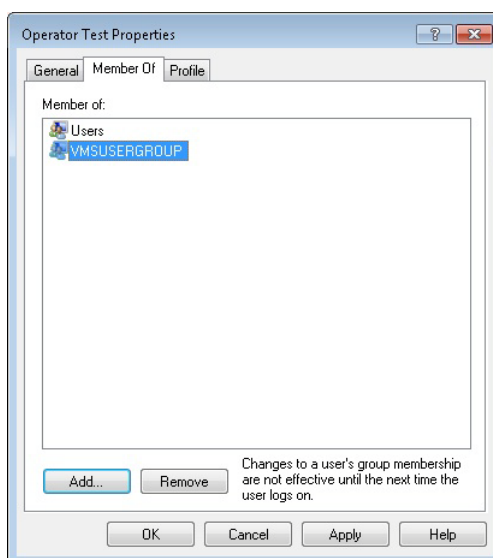 Operator Test Properties
General Member Of Profile
Member of:
Users
VMSUSERGROUP
Add... Remove
Changes to a user's group membership
are not effective until the next time the
user logs on.
OK Cancel Apply Help